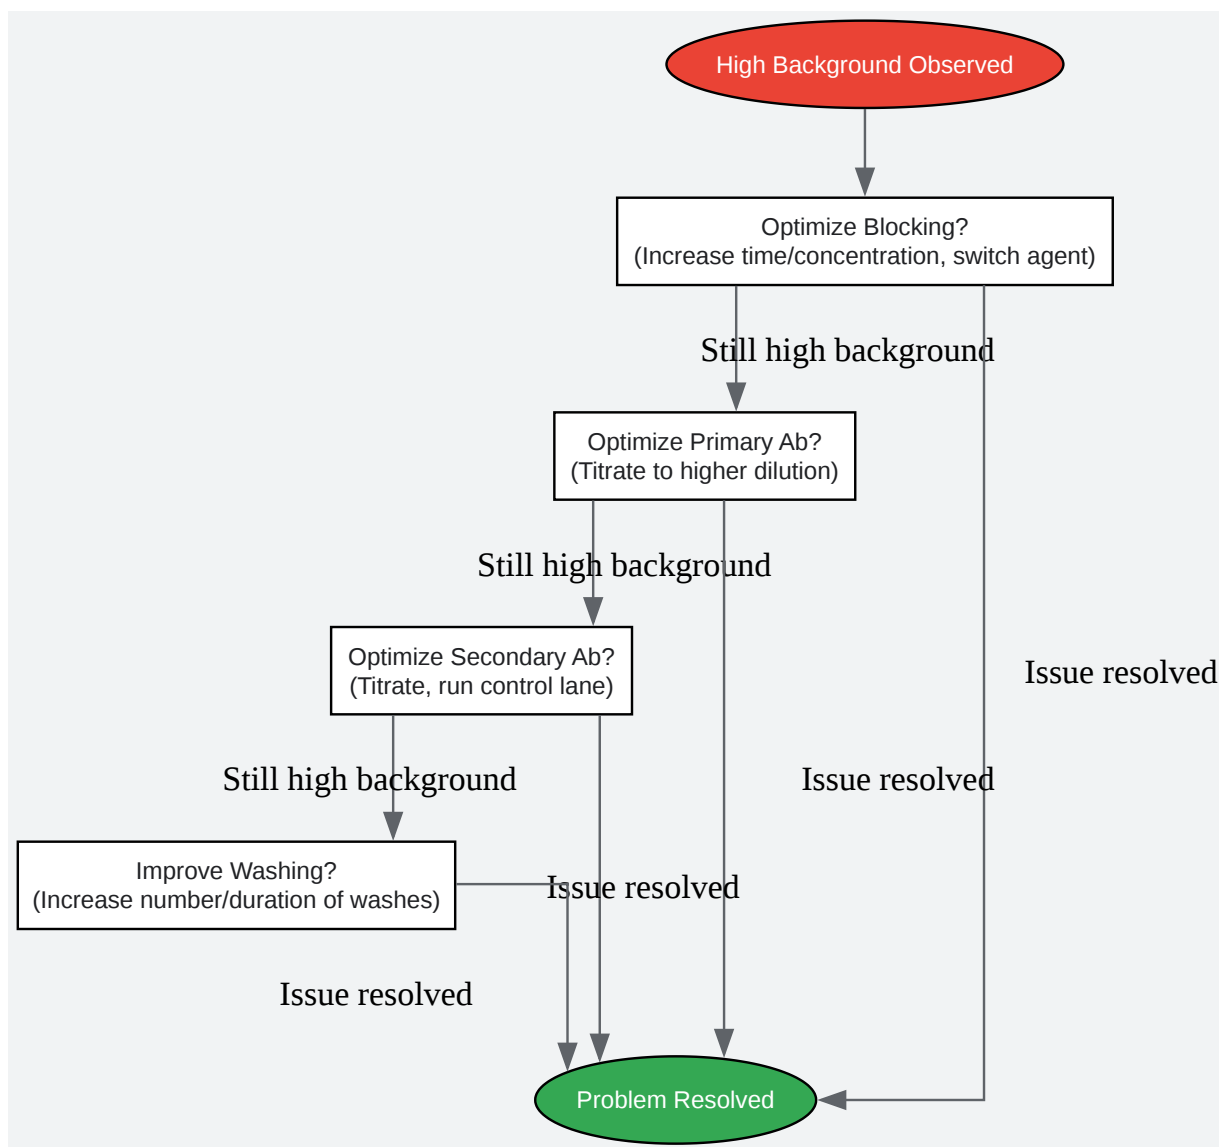 High Background Observed
Optimize Blocking?
(Increase time/concentration, switch agent)
Still high background
Optimize Primary Ab?
(Titrate to higher dilution)
Still high background
Optimize Secondary Ab?
(Titrate, run control lane)
Issue resolved
Still high background
Issue resolved
Improve Washing?
(Increase number/duration of washes)
Issue resolved
Issue resolved
Problem Resolved